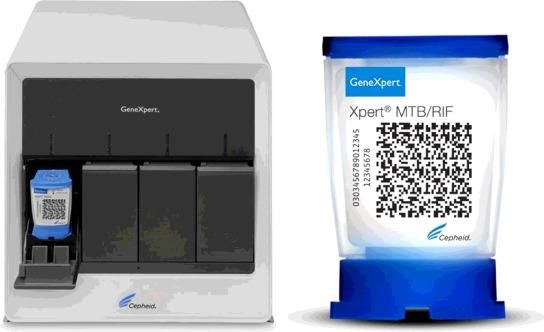 GeneXpert.
Cepheid.
GeneXpert.
Xpert® MTB/RIF
0303456789012345
12345678
Cepheid.